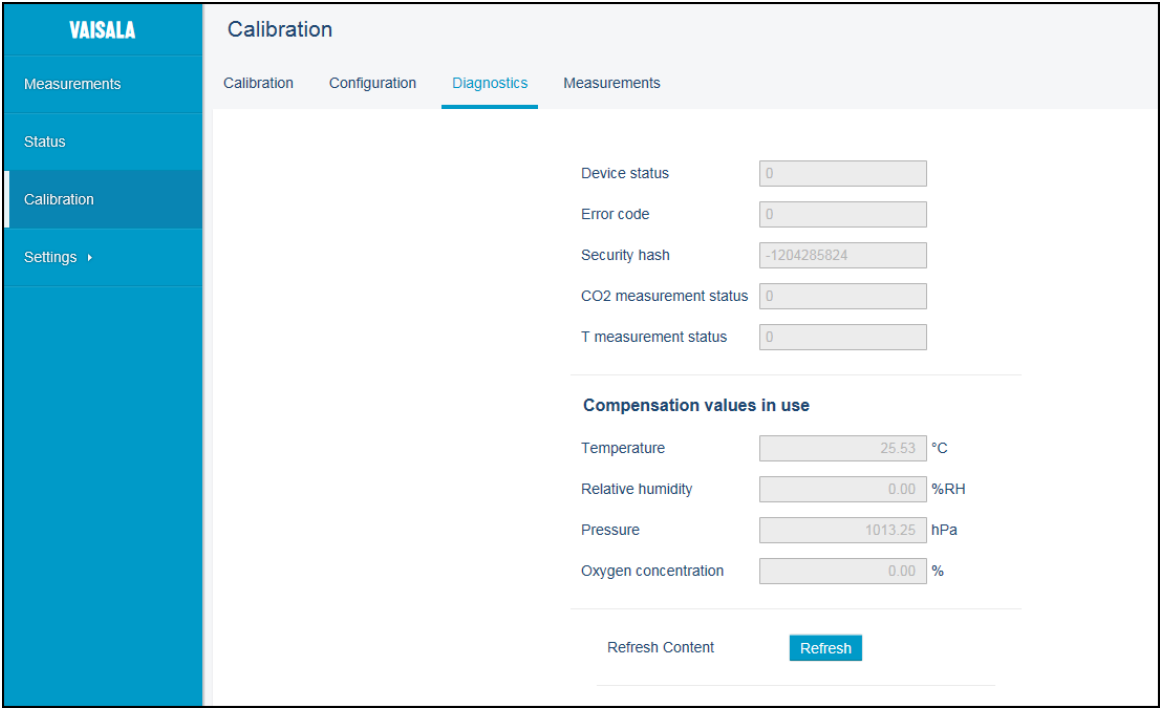 VAISALA
Measurements
Status
Calibration
Settings
Calibration
Calibration Configuration Diagnostics Measurements
Device status 0
Error code 0
Security hash -1204285824
CO2 measurement status 0
T measurement status 0
Compensation values in use
Temperature 25.53 °C
Relative humidity 0.00 %RH
Pressure 1013.25 hPa
Oxygen concentration 0.00 %
Refresh Content Refresh